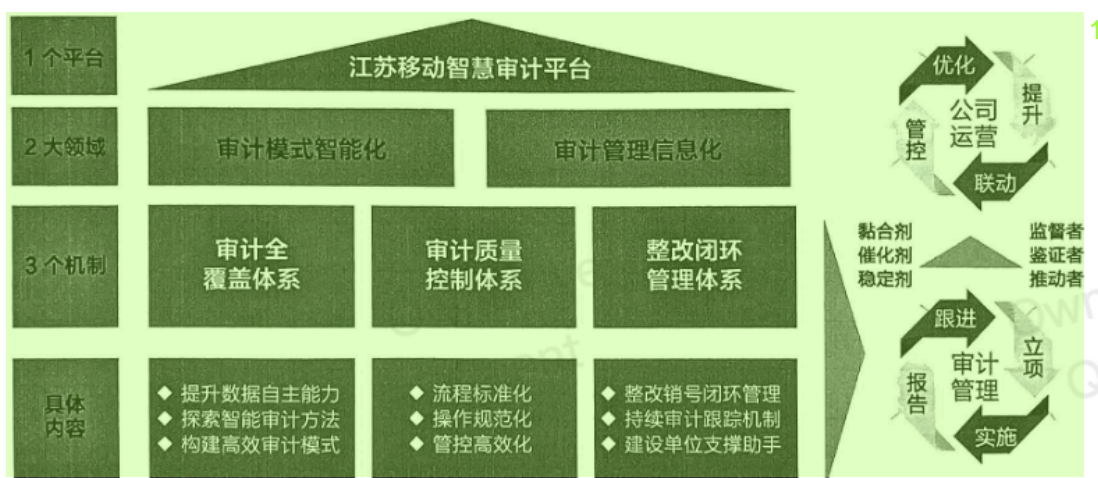 1个平台
江苏移动智慧审计平台
2大领域
审计模式智能化
审计管理信息化
3个机制
审计全
覆盖体系
审计质量
控制体系
整改闭环
管理体系
具体
内容
◆ 提升数据自主能力
◆ 探索智能审计方法
◆ 构建高效审计模式
◆ 流程标准化
◆ 操作规范化
◆ 管控高效化
◆ 整改销号闭环管理
◆ 持续审计跟踪机制
◆ 建设单位支撑助手
优化
提升
公司
运营
管控
联动
黏合剂
催化剂
稳定剂
监督者
鉴证者
推动者
跟进
立项
审计
管理
报告
实施
1